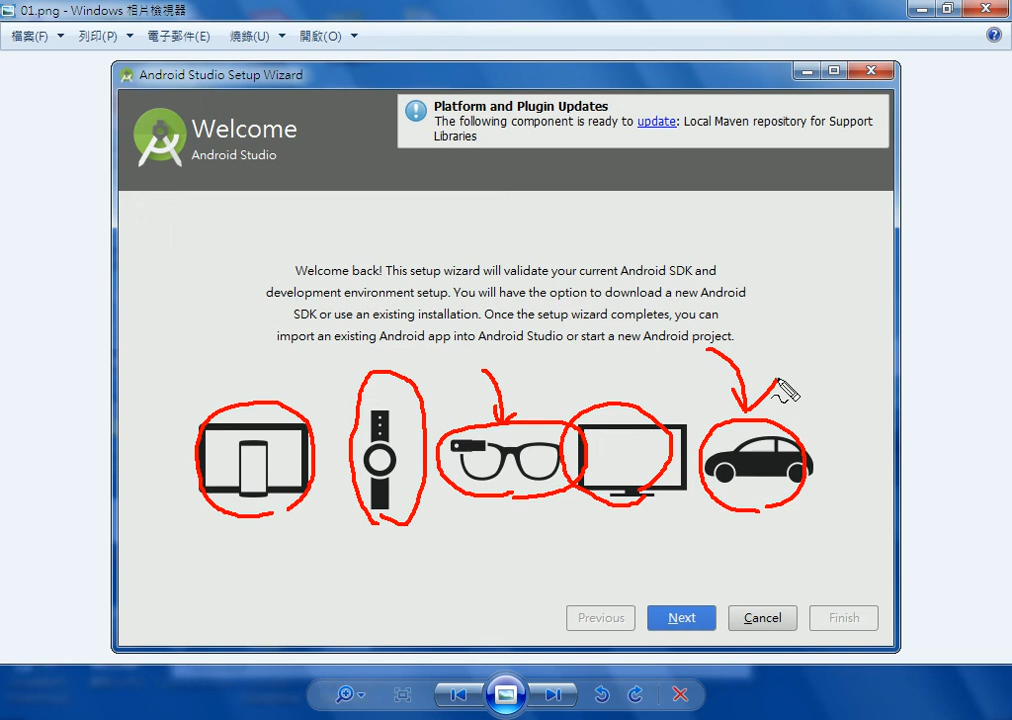 01.png - Windows 相片檢視器
檔案(F) 列印(P) 電子郵件(E) 燒錄(U) 開啟(O)
Android Studio Setup Wizard
Welcome
Android Studio
Platform and Plugin Updates
The following component is ready to update: Local Maven repository for Support
Libraries
Welcome back! This setup wizard will validate your current Android SDK and
development environment setup. You will have the option to download a new Android
SDK or use an existing installation. Once the setup wizard completes, you can
import an existing Android app into Android Studio or start a new Android project.
Previous Next Cancel Finish